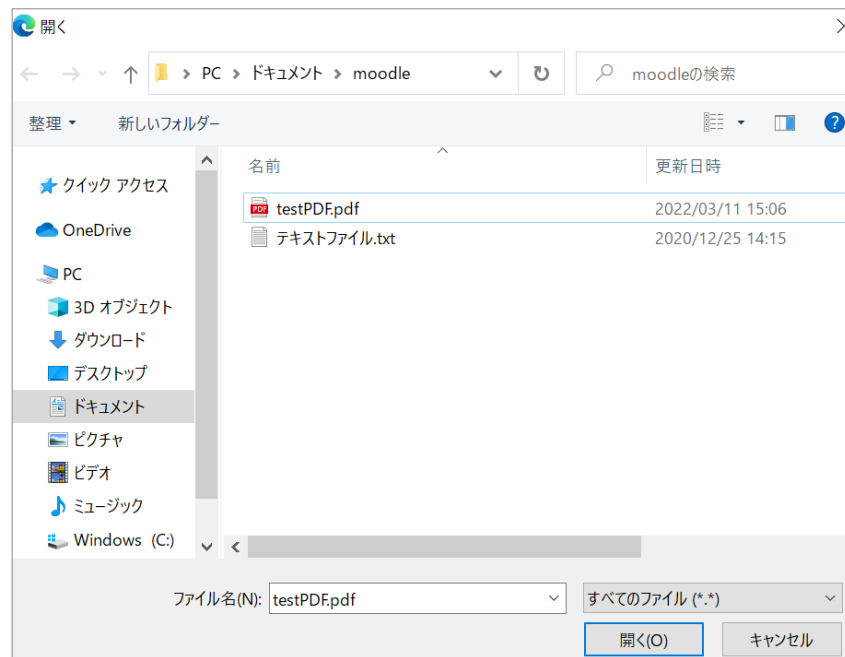 開く
PC > ドキュメント > moodle
moodleの検索
整理
新しいフォルダー
?
名前
更新日時
クイック アクセス
OneDrive
PC
3D オブジェクト
ダウンロード
デスクトップ
ドキュメント
ピクチャ
ビデオ
ミュージック
Windows (C:)
PDF testPDF.pdf 2022/03/11 15:06
テキストファイル.txt 2020/12/25 14:15
ファイル名(N): testPDF.pdf
すべてのファイル (*.*)
開く(O)
キャンセル